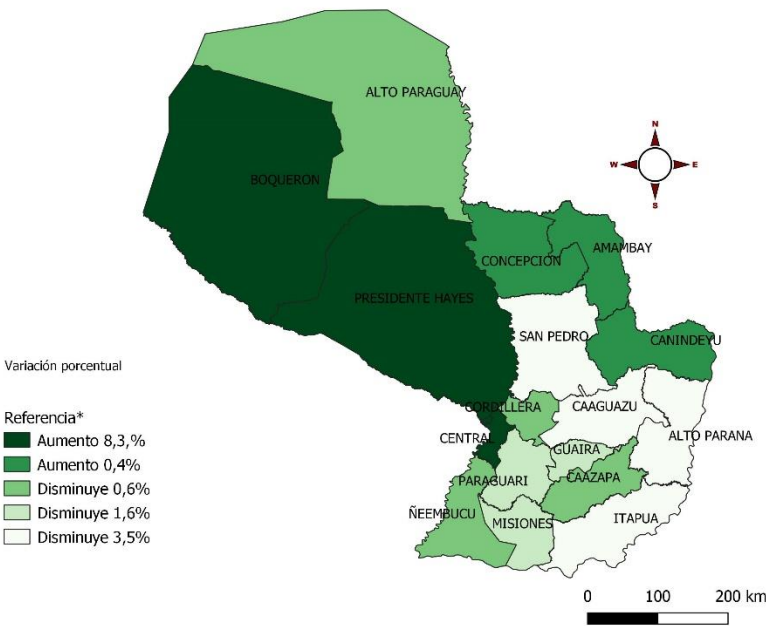 ALTO PARAGUAY
BOQUERON
N
W
E
S
CONCEPCION
AMAMBAY
PRESIDENTE HAYES
SAN PEDRO
CANINDEYU
Variación porcentual
Referencia*
Aumento 8,3,%
Aumento 0,4%
Disminuye 0,6%
Disminuye 1,6%
Disminuye 3,5%
CORDILLERA
CAAGUAZU
CENTRAL
ALTO PARANA
GUAIRA
PARAGUARI
CAAZAPA
ÑEEMBUCU
MISIONES
ITAPUA
0 100 200 km